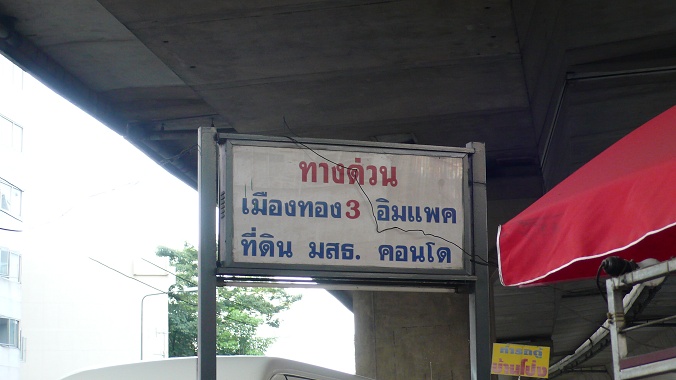 ทางด่วน
เมืองทอง3 อิมแพค
ที่ดิน มสธ. คอนโด